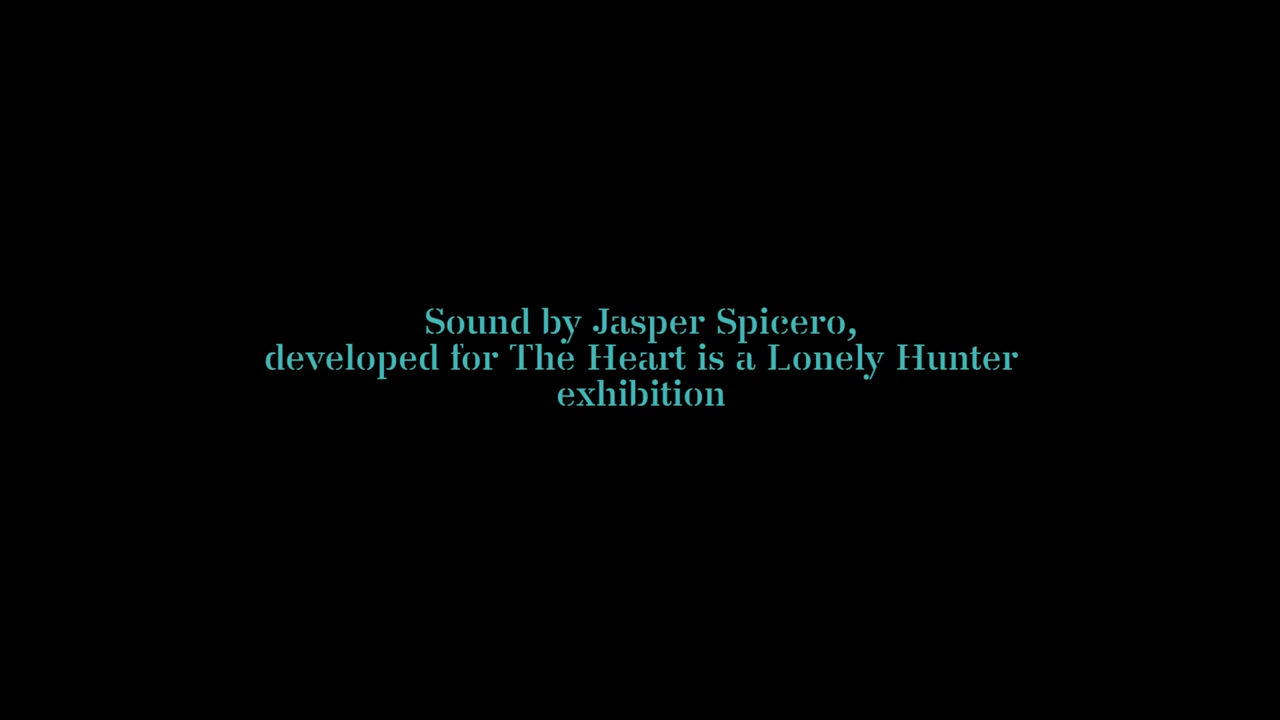 Sound by Jasper Spicero,
developed for The Heart is a Lonely Hunter
exhibition